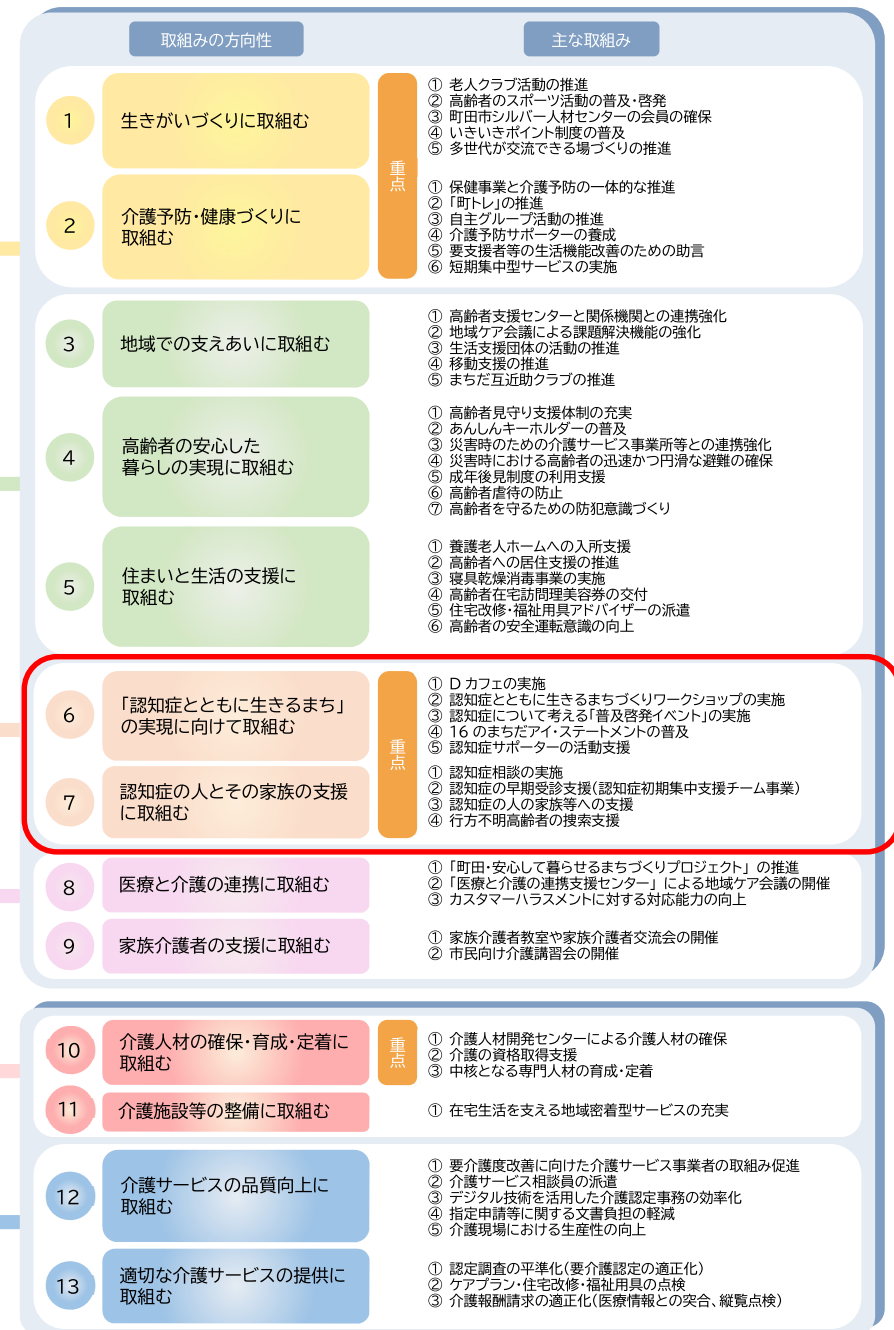 取組みの方向性
主な取組み
1
生きがいづくりに取組む
重点
① 老人クラブ活動の推進
② 高齢者のスポーツ活動の普及・啓発
③ 町田市シルバー人材センターの会員の確保
④ いきいきポイント制度の普及
⑤ 多世代が交流できる場づくりの推進
2
介護予防・健康づくりに
取組む
① 保健事業と介護予防の一体的な推進
② 「町トレ」の推進
③ 自主グループ活動の推進
④ 介護予防サポーターの養成
⑤ 要支援者等の生活機能改善のための助言
⑥ 短期集中型サービスの実施
3
地域での支えあいに取組む
① 高齢者支援センターと関係機関との連携強化
② 地域ケア会議による課題解決機能の強化
③ 生活支援団体の活動の推進
④ 移動支援の推進
⑤ まちだ互近助クラブの推進
4
高齢者の安心した
暮らしの実現に取組む
① 高齢者見守り支援体制の充実
② あんしんキーホルダーの普及
③ 災害時のための介護サービス事業所等との連携強化
④ 災害時における高齢者の迅速かつ円滑な避難の確保
⑤ 成年後見制度の利用支援
⑥ 高齢者虐待の防止
⑦ 高齢者を守るための防犯意識づくり
5
住まいと生活の支援に
取組む
① 養護老人ホームへの入所支援
② 高齢者への居住支援の推進
③ 寝具乾燥消毒事業の実施
④ 高齢者在宅訪問理美容券の交付
⑤ 住宅改修・福祉用具アドバイザーの派遣
⑥ 高齢者の安全運転意識の向上
6
「認知症とともに生きるまち」
の実現に向けて取組む
重点
① D カフェの実施
② 認知症とともに生きるまちづくりワークショップの実施
③ 認知症について考える「普及啓発イベント」の実施
④ 16 のまちだアイ・ステートメントの普及
⑤ 認知症サポーターの活動支援
7
認知症の人とその家族の支援
に取組む
① 認知症相談の実施
② 認知症の早期受診支援（認知症初期集中支援チーム事業）
③ 認知症の人の家族等への支援
④ 行方不明高齢者の捜索支援
8
医療と介護の連携に取組む
① 「町田・安心して暮らせるまちづくりプロジェクト」 の推進
② 「医療と介護の連携支援センター」 による地域ケア会議の開催
③ カスタマーハラスメントに対する対応能力の向上
9
家族介護者の支援に取組む
① 家族介護者教室や家族介護者交流会の開催
② 市民向け介護講習会の開催
10
介護人材の確保・育成・定着に
取組む
重点
① 介護人材開発センターによる介護人材の確保
② 介護の資格取得支援
③ 中核となる専門人材の育成・定着
11
介護施設等の整備に取組む
① 在宅生活を支える地域密着型サービスの充実
12
介護サービスの品質向上に
取組む
① 要介護度改善に向けた介護サービス事業者の取組み促進
② 介護サービス相談員の派遣
③ デジタル技術を活用した介護認定事務の効率化
④ 指定申請等に関する文書負担の軽減
⑤ 介護現場における生産性の向上
13
適切な介護サービスの提供に
取組む
① 認定調査の平準化（要介護認定の適正化）
② ケアプラン・住宅改修・福祉用具の点検
③ 介護報酬請求の適正化（医療情報との突合、縦覧点検）